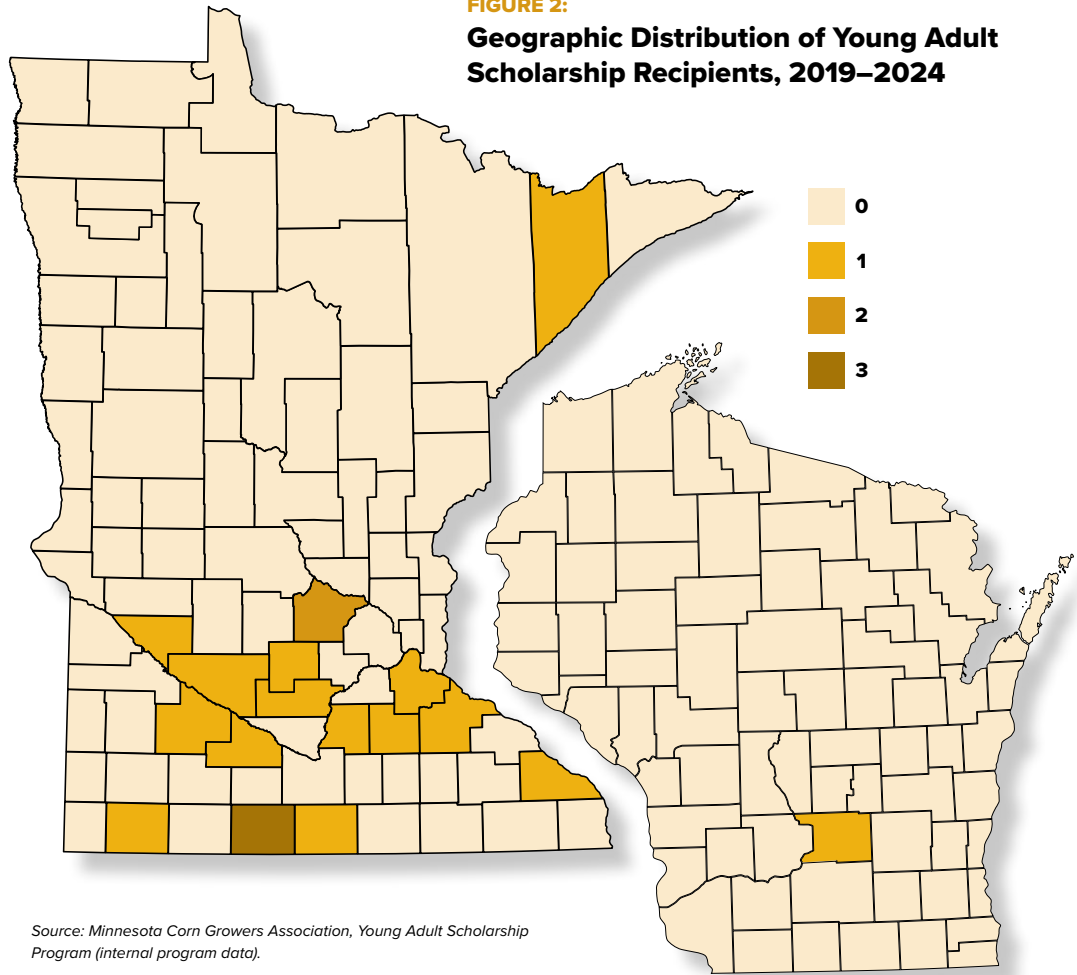 FIGURE 2:
Geographic Distribution of Young Adult
Scholarship Recipients, 2019–2024
0
1
2
3
Source: Minnesota Corn Growers Association, Young Adult Scholarship
Program (internal program data).